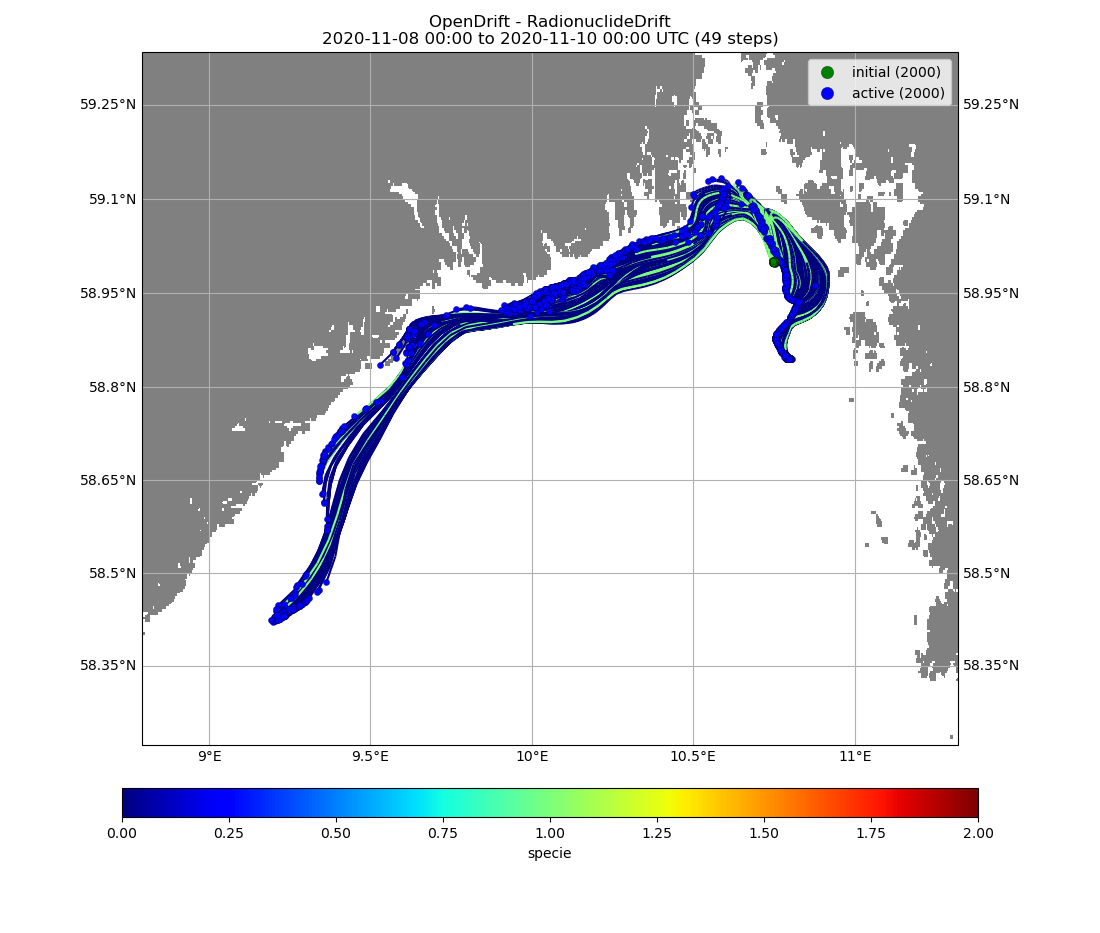 OpenDrift - RadionuclideDrift
2020-11-08 00:00 to 2020-11-10 00:00 UTC (49 steps)
initial (2000)
active (2000)
59.25°N 59.25°N
59.1°N 59.1°N
58.95°N 58.95°N
58.8°N 58.8°N
58.65°N 58.65°N
58.5°N 58.5°N
58.35°N 58.35°N
9°E 9.5°E 10°E 10.5°E 11°E
0.00 0.25 0.50 0.75 1.00 1.25 1.50 1.75 2.00
specie